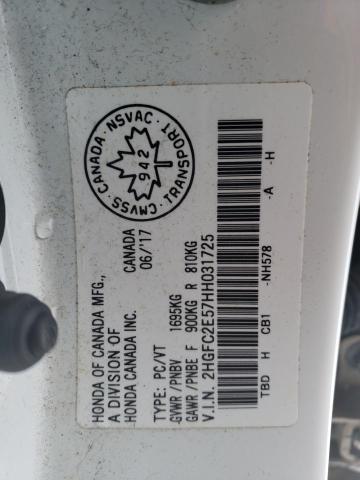 HONDA OF CANADA MFG.,
A DIVISION OF
HONDA CANADA INC.
CANADA
06/'17
CMVSS · CANADA · NSVAC · TRANSPORT
942
TYPE: PC/VT
GVWR /PNBV 1695KG
GAWR /PNBE F 900KG R 810KG
V.I.N. 2HGFC2E57HH031725
TBD H CB1 -NH578 -A -H